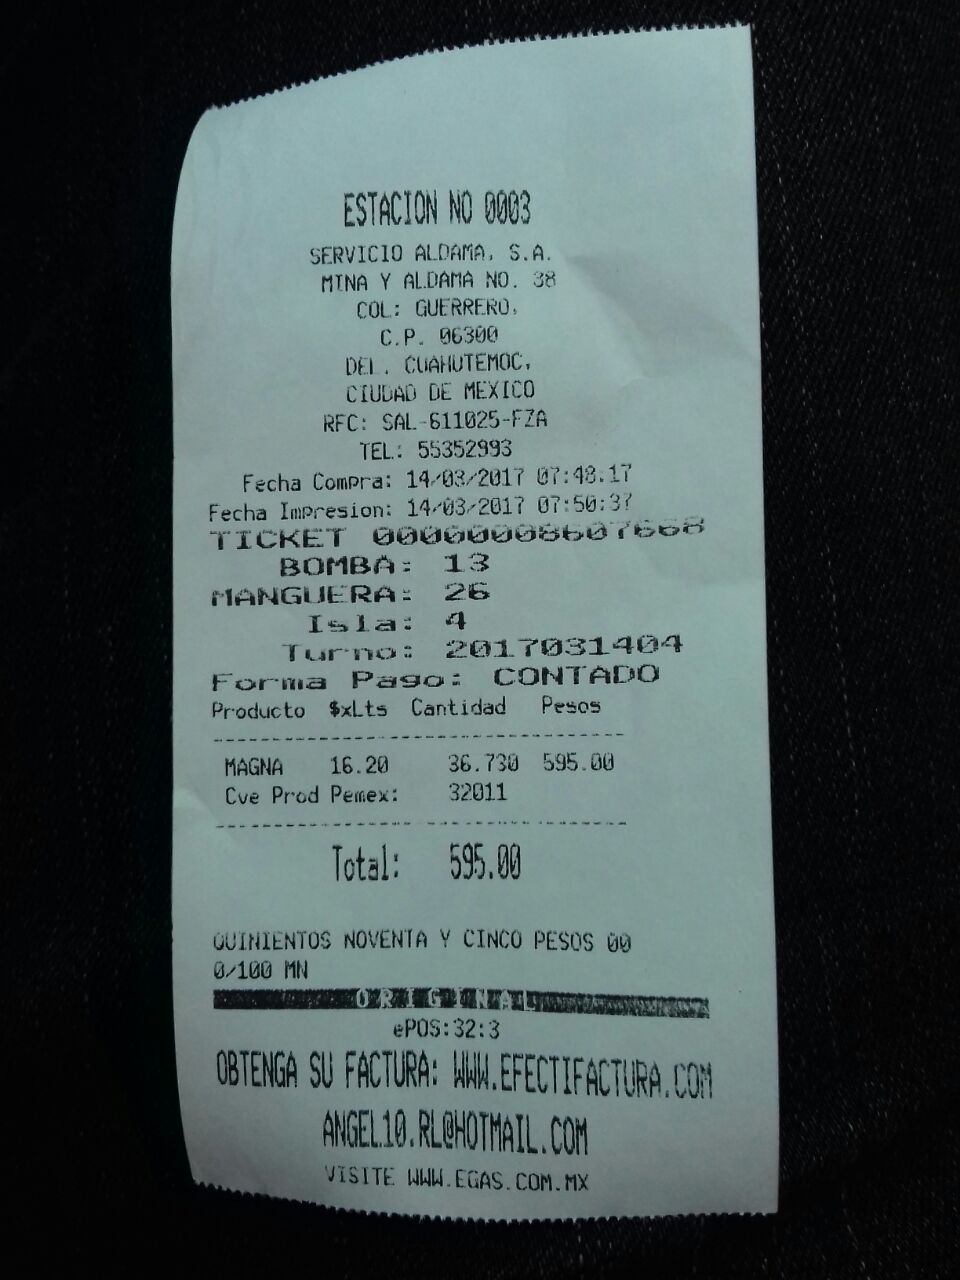 ESTACION NO 0003
SERVICIO ALDAMA, S.A.
MINA Y ALDAMA NO. 38
COL: GUERRERO,
C.P. 06300
DEL. CUAHUTEMOC,
CIUDAD DE MEXICO
RFC: SAL-611025-FZA
TEL: 55352993
Fecha Compra: 14/03/2017 07:48:17
Fecha Impresion: 14/03/2017 07:50:37
TICKET 00000008607668
BOMBA: 13
MANGUERA: 26
Isla: 4
Turno: 2017031404
Forma Pago: CONTADO
Producto $xLts Cantidad Pesos
MAGNA 16.20 36.730 595.00
Cve Prod Pemex: 32011
Total: 595.00
QUINIENTOS NOVENTA Y CINCO PESOS 00
0/100 MN
ORIGINAL
ePOS:32:3
OBTENGA SU FACTURA: WWW.EFECTIFACTURA.COM
ANGEL10.RL@HOTMAIL.COM
VISITE WWW.EGAS.COM.MX